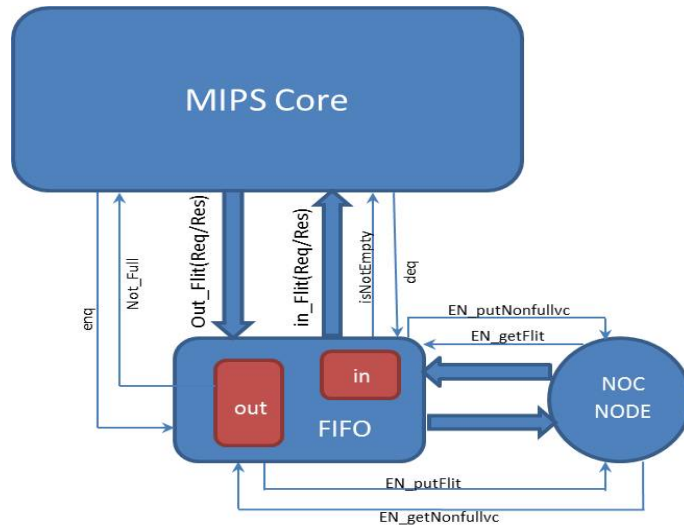 MIPS Core
enq
Not_Full
Out_Flit(Req/Res)
in_Flit(Req/Res)
isNotEmpty
deq
EN_putNonfullvc
EN_getFlit
in
out
FIFO
NOC
NODE
EN_putFlit
EN_getNonfullvc